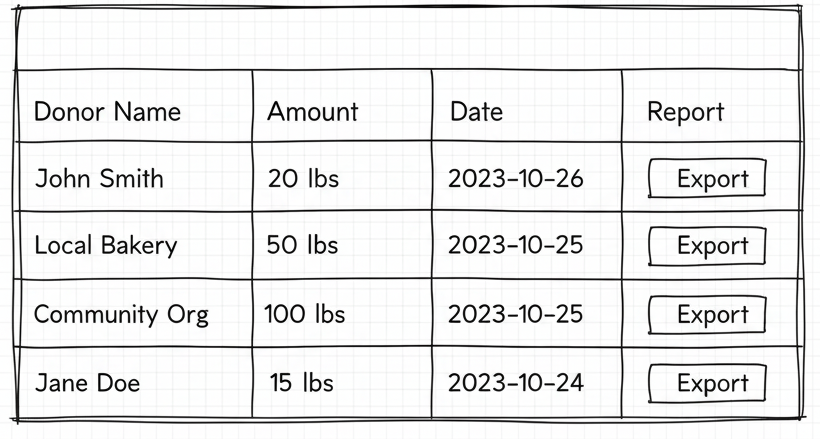 Donor Name Amount Date Report
John Smith 20 lbs 2023-10-26 Export
Local Bakery 50 lbs 2023-10-25 Export
Community Org 100 lbs 2023-10-25 Export
Jane Doe 15 lbs 2023-10-24 Export